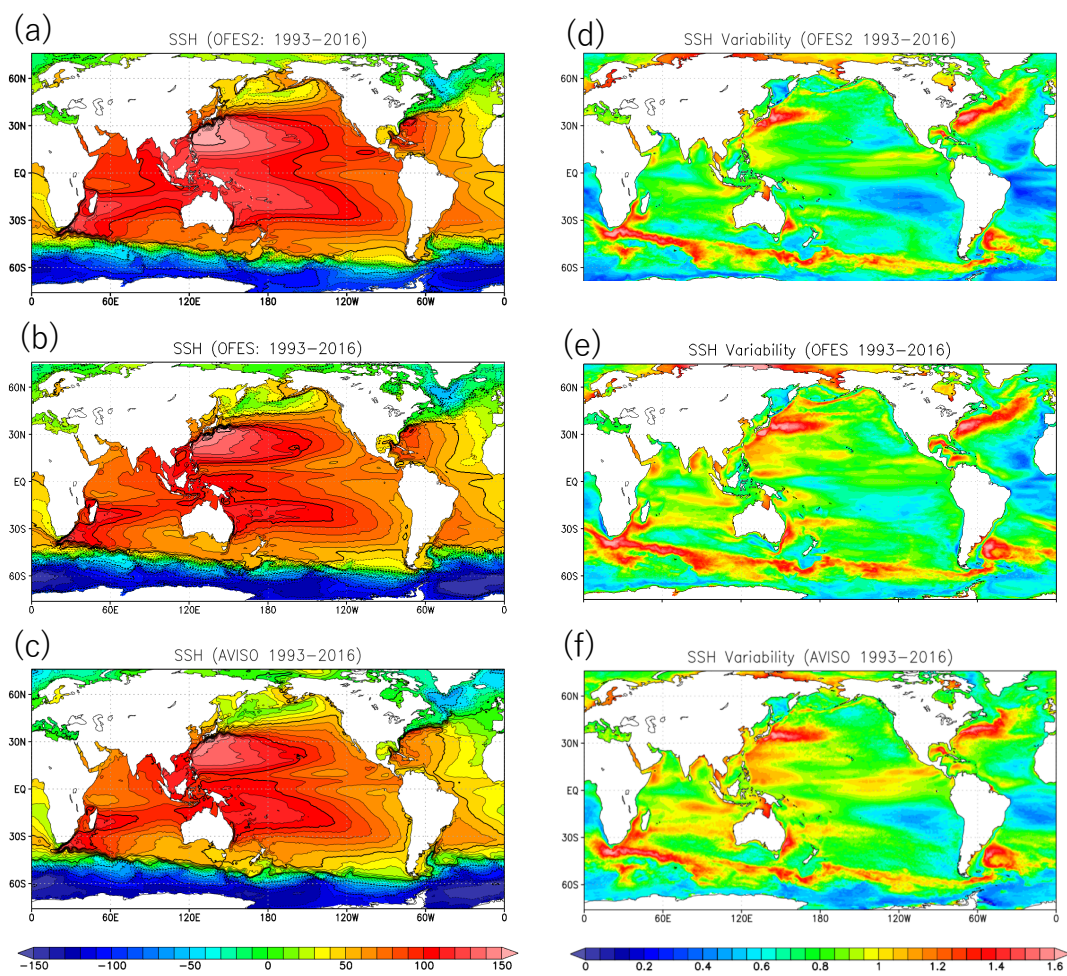 (a)
SSH (OFES2: 1993−2016)
60N
30N
EQ
30S
60S
0 60E 120E 180 120W 60W 0
(b)
SSH (OFES: 1993−2016)
60N
30N
EQ
30S
60S
0 60E 120E 180 120W 60W 0
(c)
SSH (AVISO 1993−2016)
60N
30N
EQ
30S
60S
0 60E 120E 180 120W 60W 0
−150 −100 −50 0 50 100 150
(d)
SSH Variability (OFES2 1993−2016)
60N
30N
EQ
30S
60S
(e)
SSH Variability (OFES 1993−2016)
60N
30N
EQ
30S
60S
(f)
SSH Variability (AVISO 1993−2016)
60N
30N
EQ
30S
60S
0 60E 120E 180 120W 60W 0
0 0.2 0.4 0.6 0.8 1 1.2 1.4 1.6